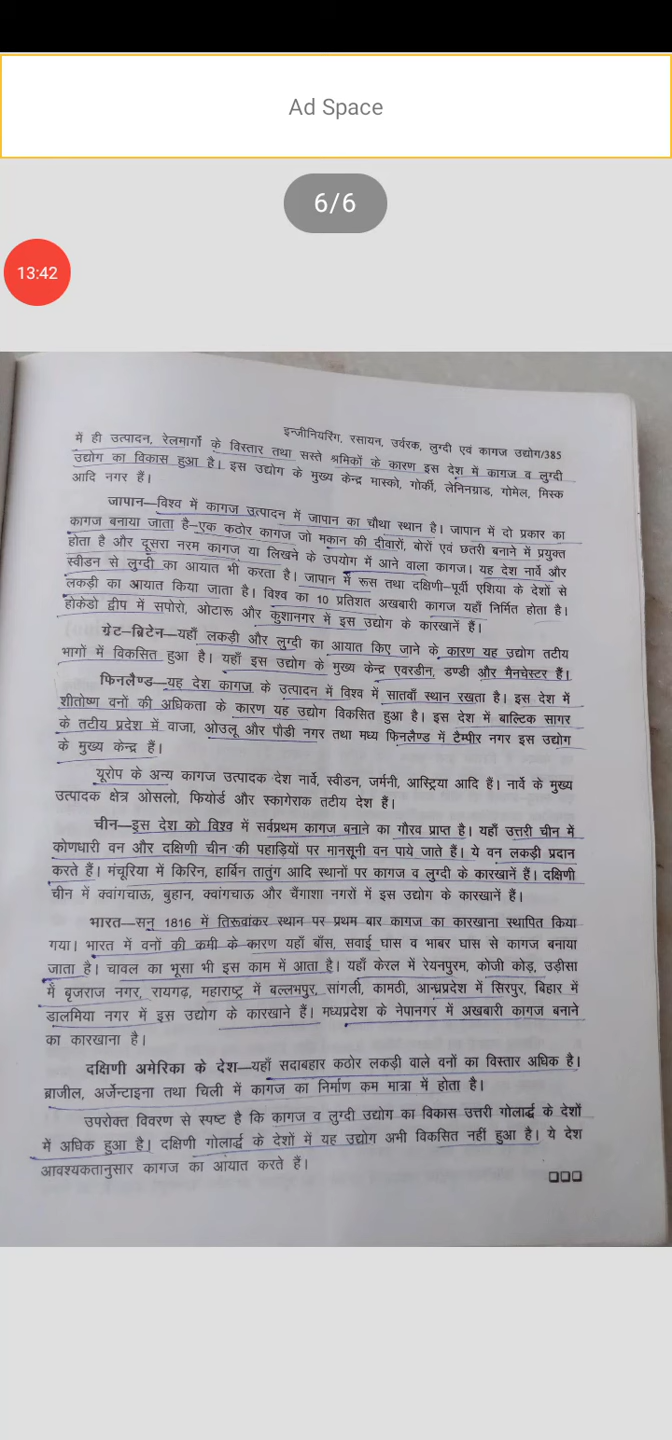 Ad Space
6/6
13:42
इन्जीनियरिंग, रसायन, उर्वरक, लुग्दी एवं कागज उद्योग/385
में ही उत्पादन, रेलमार्गों के विस्तार तथा सस्ते श्रमिकों के कारण इस देश में कागज व लुग्दी
उद्योग का विकास हुआ है। इस उद्योग के मुख्य केन्द्र मास्को, गोर्की, लेनिनग्राड, गोमेल, मिस्क
आदि नगर हैं।
जापान–विश्व में कागज उत्पादन में जापान का चौथा स्थान है। जापान में दो प्रकार का
कागज बनाया जाता है–एक कठोर कागज जो मकान की दीवारों, बोरों एवं छतरी बनाने में प्रयुक्त
होता है और दूसरा नरम कागज या लिखने के उपयोग में आने वाला कागज। यह देश नार्वे और
स्वीडन से लुग्दी का आयात भी करता है। जापान में रूस तथा दक्षिणी–पूर्वी एशिया के देशों से
लकड़ी का आयात किया जाता है। विश्व का 10 प्रतिशत अखबारी कागज यहाँ निर्मित होता है।
होकेडो द्वीप में सपोरो, ओटारू और कुशानगर में इस उद्योग के कारखानें हैं।
ग्रेट–ब्रिटेन–यहाँ लकड़ी और लुग्दी का आयात किए जाने के कारण यह उद्योग तटीय
भागों में विकसित हुआ है। यहाँ इस उद्योग के मुख्य केन्द्र एवरडीन, डण्डी और मैनचेस्टर हैं।
फिनलैण्ड–यह देश कागज के उत्पादन में विश्व में सातवाँ स्थान रखता है। इस देश में
शीतोष्ण वनों की अधिकता के कारण यह उद्योग विकसित हुआ है। इस देश में बाल्टिक सागर
के तटीय प्रदेश में वाजा, ओउलू और पौडी नगर तथा मध्य फिनलैण्ड में टैम्पीर नगर इस उद्योग
के मुख्य केन्द्र हैं।
यूरोप के अन्य कागज उत्पादक देश नार्वे, स्वीडन, जर्मनी, आस्ट्रिया आदि हैं। नार्वे के मुख्य
उत्पादक क्षेत्र ओसलो, फियोर्ड और स्कागेराक तटीय देश हैं।
चीन–इस देश को विश्व में सर्वप्रथम कागज बनाने का गौरव प्राप्त है। यहाँ उत्तरी चीन में
कोणधारी वन और दक्षिणी चीन की पहाड़ियों पर मानसूनी वन पाये जाते हैं। ये वन लकड़ी प्रदान
करते हैं। मंचूरिया में किरिन, हार्बिन तातुंग आदि स्थानों पर कागज व लुग्दी के कारखानें हैं। दक्षिणी
चीन में क्वांगचाऊ, बुहान, क्वांगचाऊ और चैंगाशा नगरों में इस उद्योग के कारखानें हैं।
भारत–सन् 1816 में तिरूवांकर स्थान पर प्रथम बार कागज का कारखाना स्थापित किया
गया। भारत में वनों की कमी के कारण यहाँ बाँस, सवाई घास व भाबर घास से कागज बनाया
जाता है। चावल का भूसा भी इस काम में आता है। यहाँ केरल में रेयनपुरम, कोजी कोड़, उड़ीसा
में बृजराज नगर, रायगढ़, महाराष्ट्र में बल्लभपुर, सांगली, कामठी, आन्ध्रप्रदेश में सिरपुर, बिहार में
डालमिया नगर में इस उद्योग के कारखाने हैं। मध्यप्रदेश के नेपानगर में अखबारी कागज बनाने
का कारखाना है।
दक्षिणी अमेरिका के देश–यहाँ सदाबहार कठोर लकड़ी वाले वनों का विस्तार अधिक है।
ब्राजील, अर्जेन्टाइना तथा चिली में कागज का निर्माण कम मात्रा में होता है।
उपरोक्त विवरण से स्पष्ट है कि कागज व लुग्दी उद्योग का विकास उत्तरी गोलार्द्ध के देशों
में अधिक हुआ है। दक्षिणी गोलार्द्ध के देशों में यह उद्योग अभी विकसित नहीं हुआ है। ये देश
आवश्यकतानुसार कागज का आयात करते हैं।